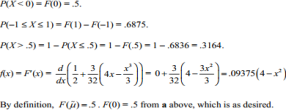 P(X < 0) = F(0) = .5.
P(–1 ≤ X ≤ 1) = F(1) – F(–1) = .6875.
P(X > .5) = 1 – P(X ≤ .5) = 1 – F(.5) = 1 – .6836 = .3164.
f(x) = F′(x) = d/dx (1/2 + 3/32 (4x – x³/3)) = 0 + 3/32 (4 – 3x²/3) = .09375(4 – x²)
By definition, F(μ̃) = .5 . F(0) = .5 from a above, which is as desired.